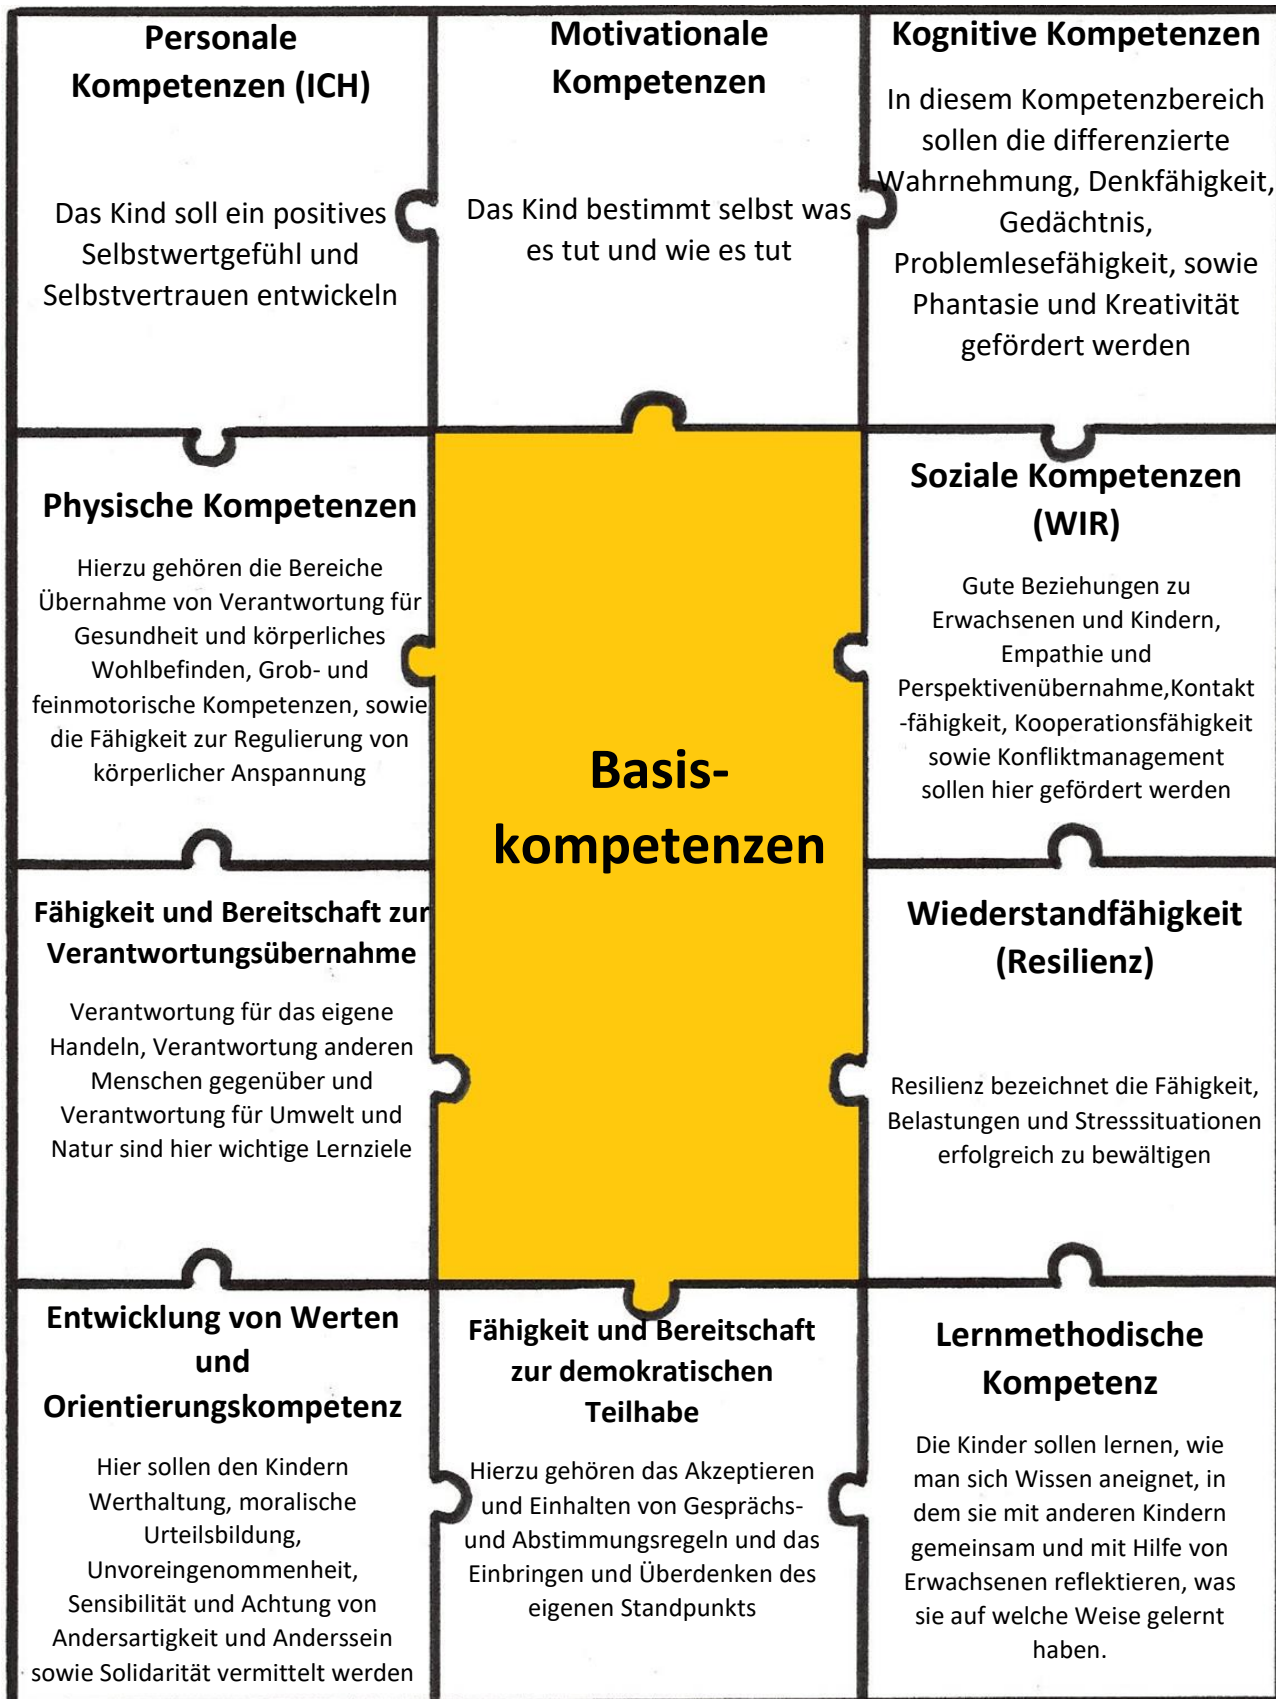 Personale
Kompetenzen (ICH)
Das Kind soll ein positives
Selbstwertgefühl und
Selbstvertrauen entwickeln
Motivationale
Kompetenzen
Das Kind bestimmt selbst was
es tut und wie es tut
Kognitive Kompetenzen
In diesem Kompetenzbereich
sollen die differenzierte
Wahrnehmung, Denkfähigkeit,
Gedächtnis,
Problemlesefähigkeit, sowie
Phantasie und Kreativität
gefördert werden
Physische Kompetenzen
Hierzu gehören die Bereiche
Übernahme von Verantwortung für
Gesundheit und körperliches
Wohlbefinden, Grob- und
feinmotorische Kompetenzen, sowie
die Fähigkeit zur Regulierung von
körperlicher Anspannung
Basis-
kompetenzen
Soziale Kompetenzen
(WIR)
Gute Beziehungen zu
Erwachsenen und Kindern,
Empathie und
Perspektivenübernahme,Kontakt
-fähigkeit, Kooperationsfähigkeit
sowie Konfliktmanagement
sollen hier gefördert werden
Fähigkeit und Bereitschaft zur
Verantwortungsübernahme
Verantwortung für das eigene
Handeln, Verantwortung anderen
Menschen gegenüber und
Verantwortung für Umwelt und
Natur sind hier wichtige Lernziele
Wiederstandfähigkeit
(Resilienz)
Resilienz bezeichnet die Fähigkeit,
Belastungen und Stresssituationen
erfolgreich zu bewältigen
Entwicklung von Werten
und
Orientierungskompetenz
Hier sollen den Kindern
Werthaltung, moralische
Urteilsbildung,
Unvoreingenommenheit,
Sensibilität und Achtung von
Andersartigkeit und Anderssein
sowie Solidarität vermittelt werden
Fähigkeit und Bereitschaft
zur demokratischen
Teilhabe
Hierzu gehören das Akzeptieren
und Einhalten von Gesprächs-
und Abstimmungsregeln und das
Einbringen und Überdenken des
eigenen Standpunkts
Lernmethodische
Kompetenz
Die Kinder sollen lernen, wie
man sich Wissen aneignet, in
dem sie mit anderen Kindern
gemeinsam und mit Hilfe von
Erwachsenen reflektieren, was
sie auf welche Weise gelernt
haben.